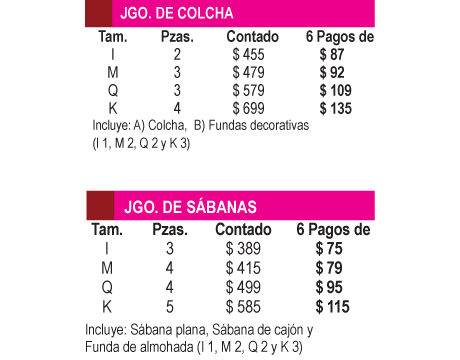 JGO. DE COLCHA
Tam. Pzas. Contado 6 Pagos de
I 2 $ 455 $ 87
M 3 $ 479 $ 92
Q 3 $ 579 $ 109
K 4 $ 699 $ 135
Incluye: A) Colcha, B) Fundas decorativas
(I 1, M 2, Q 2 y K 3)
JGO. DE SÁBANAS
Tam. Pzas. Contado 6 Pagos de
I 3 $ 389 $ 75
M 4 $ 415 $ 79
Q 4 $ 499 $ 95
K 5 $ 585 $ 115
Incluye: Sábana plana, Sábana de cajón y
Funda de almohada (I 1, M 2, Q 2 y K 3)